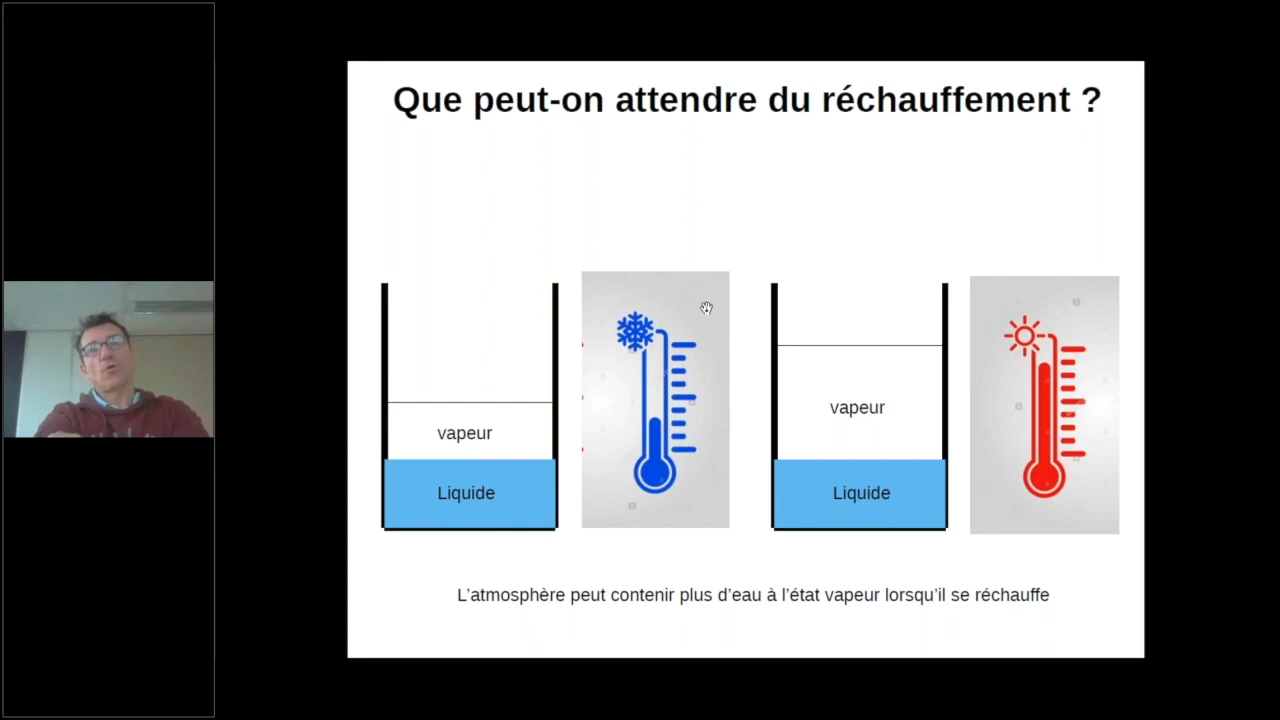 Que peut-on attendre du réchauffement ?
vapeur
Liquide
vapeur
Liquide
L’atmosphère peut contenir plus d’eau à l’état vapeur lorsqu’il se réchauffe